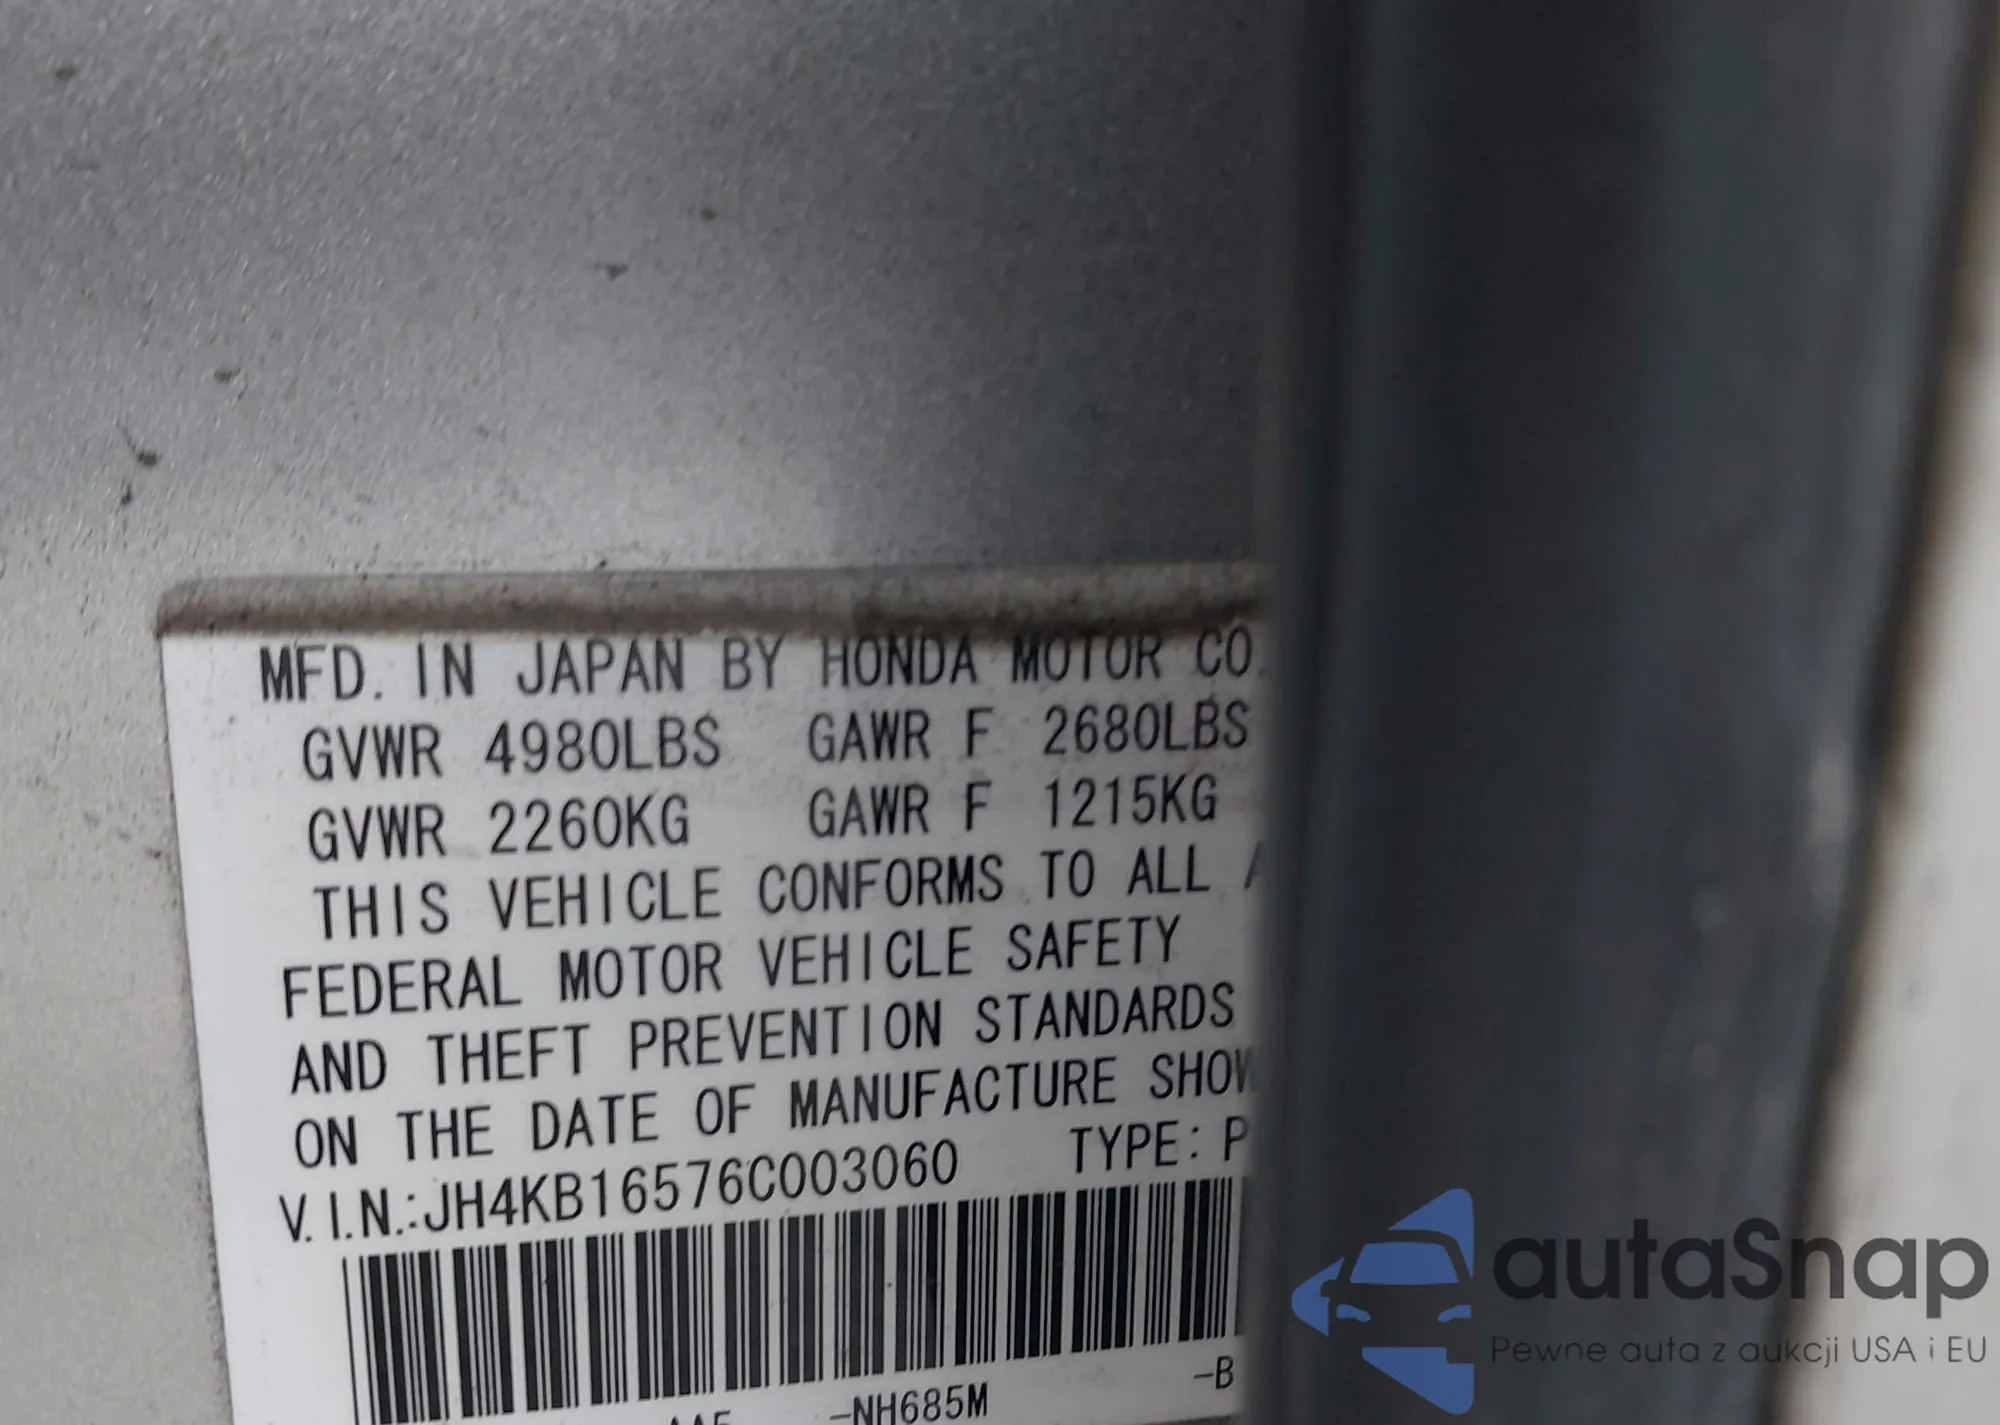 MFD. IN JAPAN BY HONDA MOTOR CO.
GVWR 4980LBS GAWR F 2680LBS
GVWR 2260KG GAWR F 1215KG
THIS VEHICLE CONFORMS TO ALL
FEDERAL MOTOR VEHICLE SAFETY
AND THEFT PREVENTION STANDARDS
ON THE DATE OF MANUFACTURE SHOW
V.I.N.:JH4KB16576C003060 TYPE: P
-NH685M -B
autaSnap
Pewne auta z aukcji USA i EU